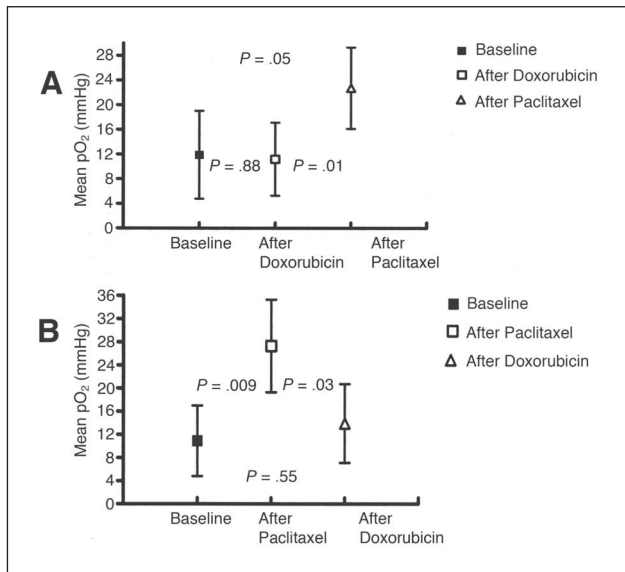 A
Mean pO2 (mmHg)
28
24
20
16
12
8
4
0
P = .05
P = .88
P = .01
Baseline
After
Doxorubicin
After
Paclitaxel
Baseline
After Doxorubicin
After Paclitaxel
B
Mean pO2 (mmHg)
36
32
28
24
20
16
12
8
4
0
P = .009
P = .03
P = .55
Baseline
After
Paclitaxel
After
Doxorubicin
Baseline
After Paclitaxel
After Doxorubicin